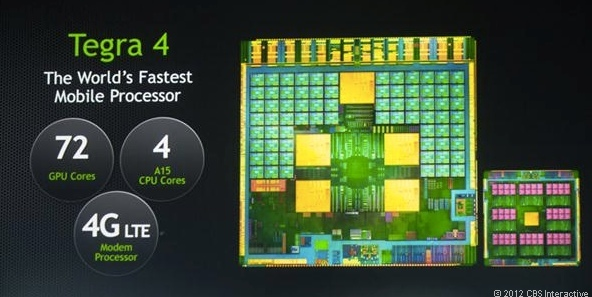 Tegra 4
The World's Fastest
Mobile Processor
72
GPU Cores
4
A15
CPU Cores
4G LTE
Modem
Processor
© 2012 CBS Interactive